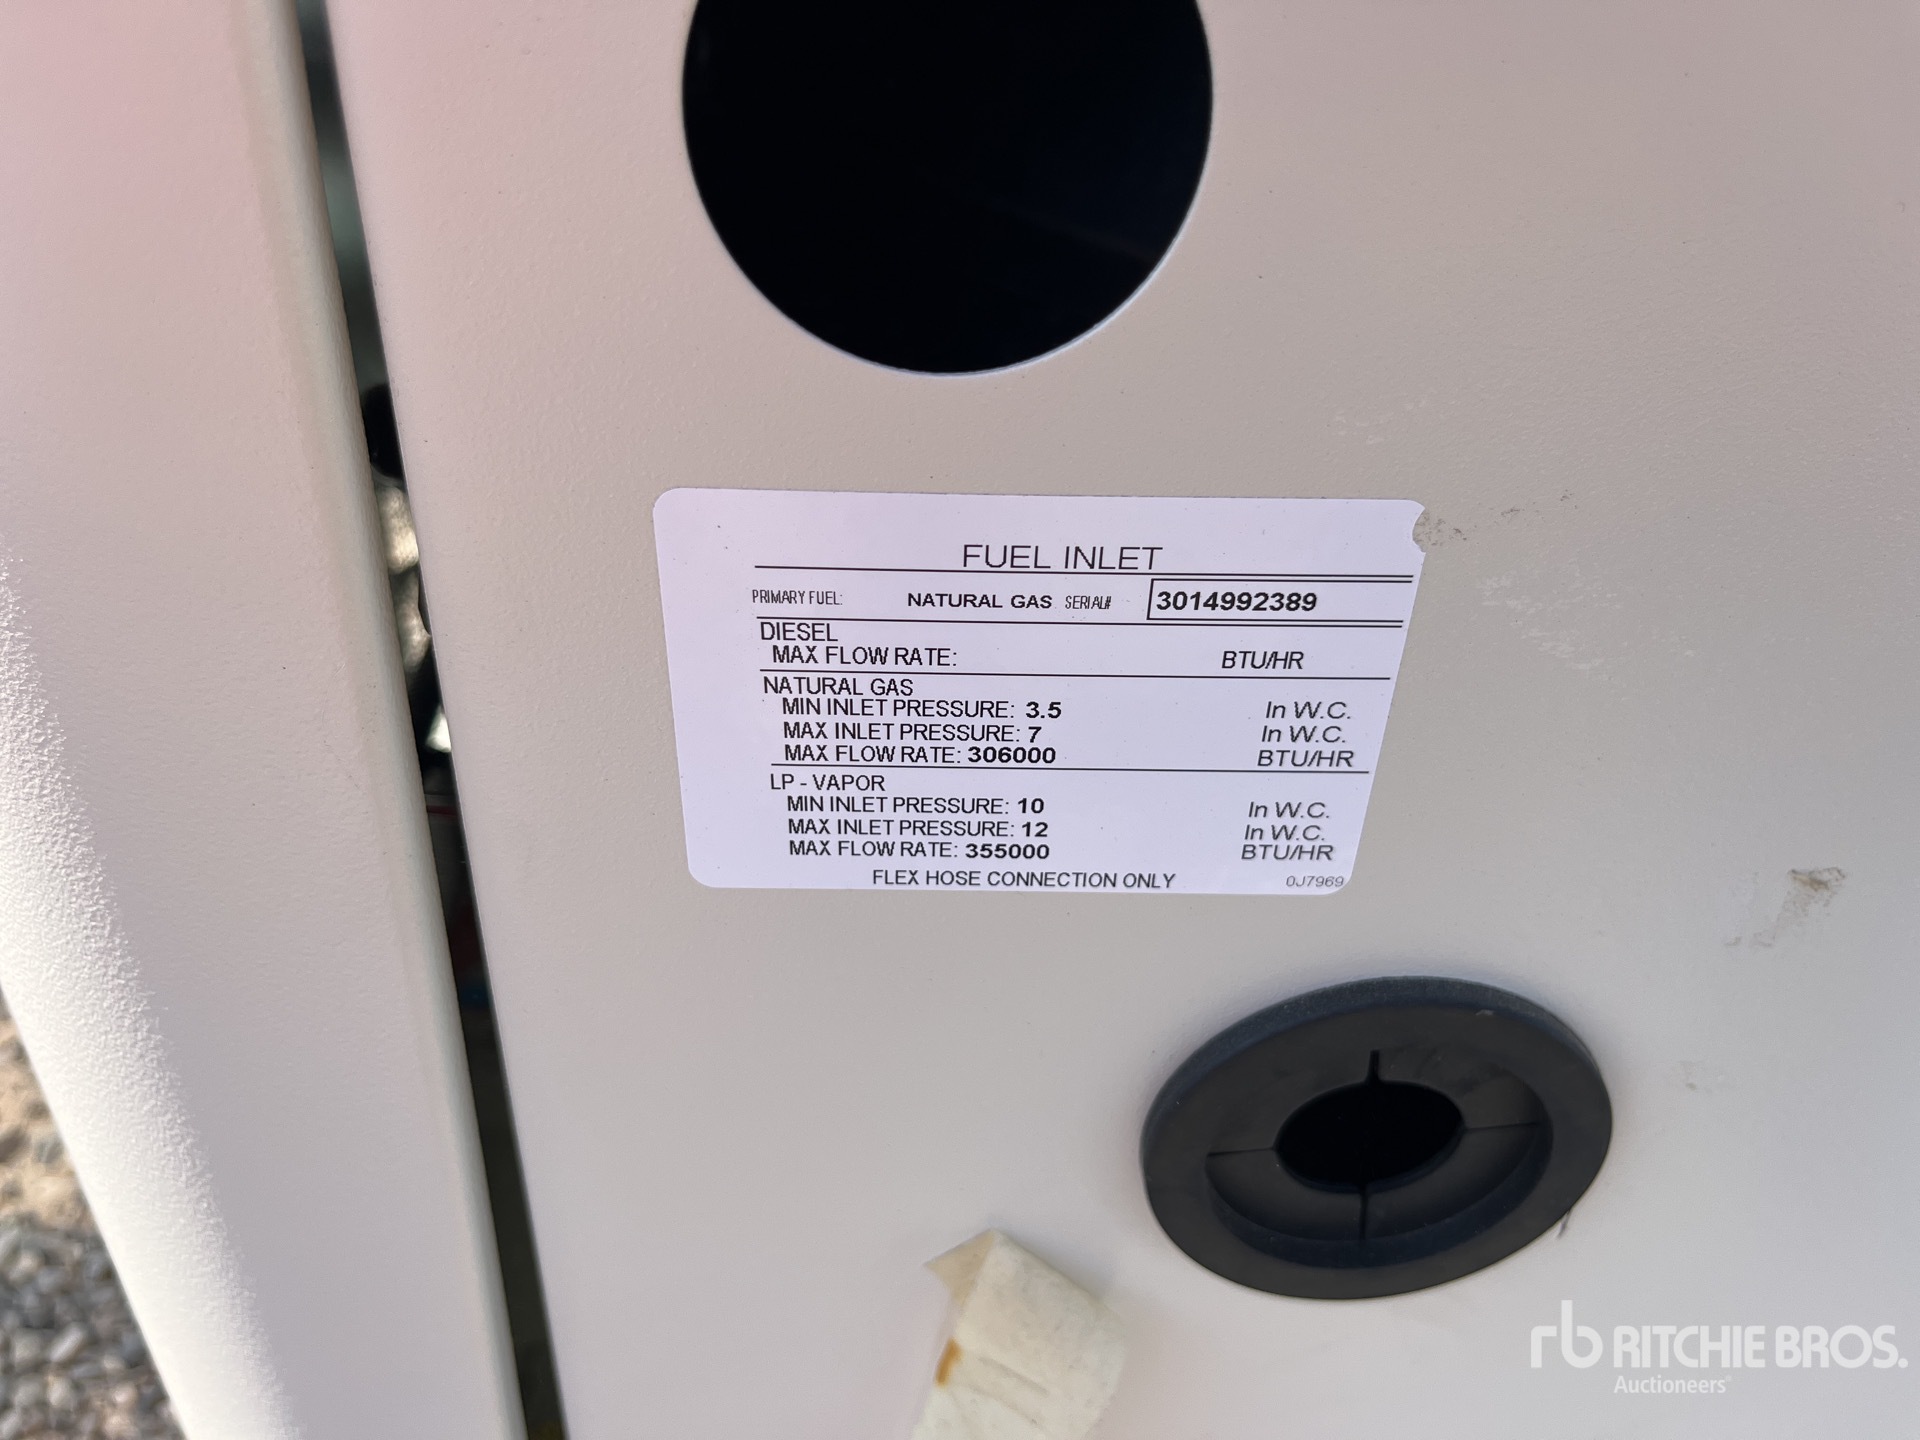 FUEL INLET
PRIMARY FUEL: NATURAL GAS SERIAL# 3014992389
DIESEL
MAX FLOW RATE: BTU/HR
NATURAL GAS
MIN INLET PRESSURE: 3.5 In W.C.
MAX INLET PRESSURE: 7 In W.C.
MAX FLOW RATE: 306000 BTU/HR
LP - VAPOR
MIN INLET PRESSURE: 10 In W.C.
MAX INLET PRESSURE: 12 In W.C.
MAX FLOW RATE: 355000 BTU/HR
FLEX HOSE CONNECTION ONLY 0J7969
rb RITCHIE BROS.
Auctioneers®